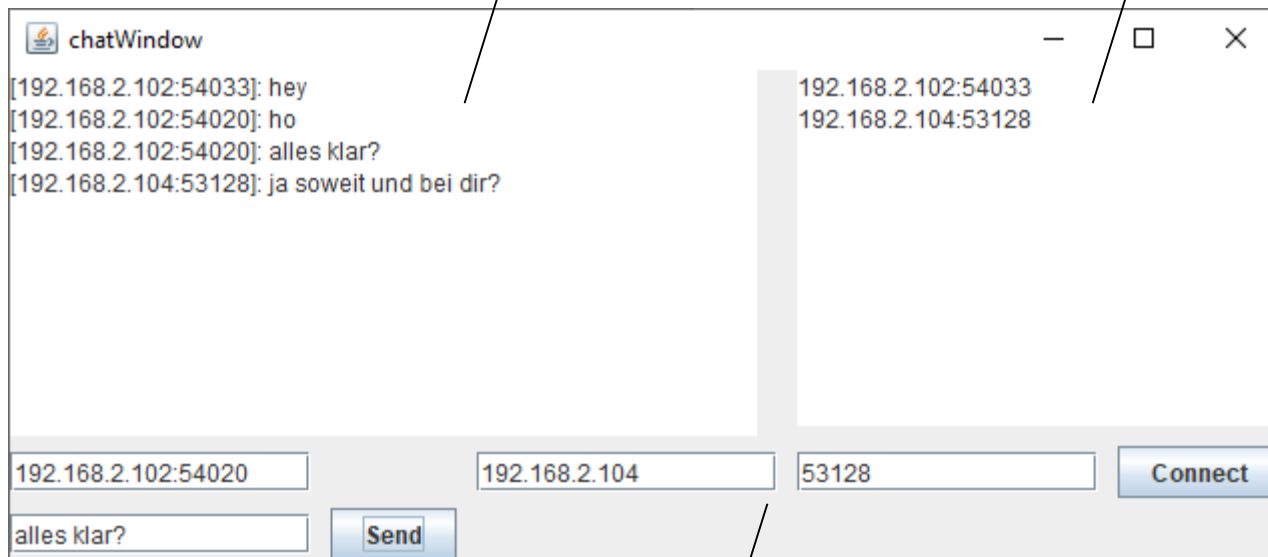 chatWindow
[192.168.2.102:54033]: hey
[192.168.2.102:54020]: ho
[192.168.2.102:54020]: alles klar?
[192.168.2.104:53128]: ja soweit und bei dir?
192.168.2.102:54033
192.168.2.104:53128
192.168.2.102:54020
192.168.2.104
53128
Connect
alles klar?
Send